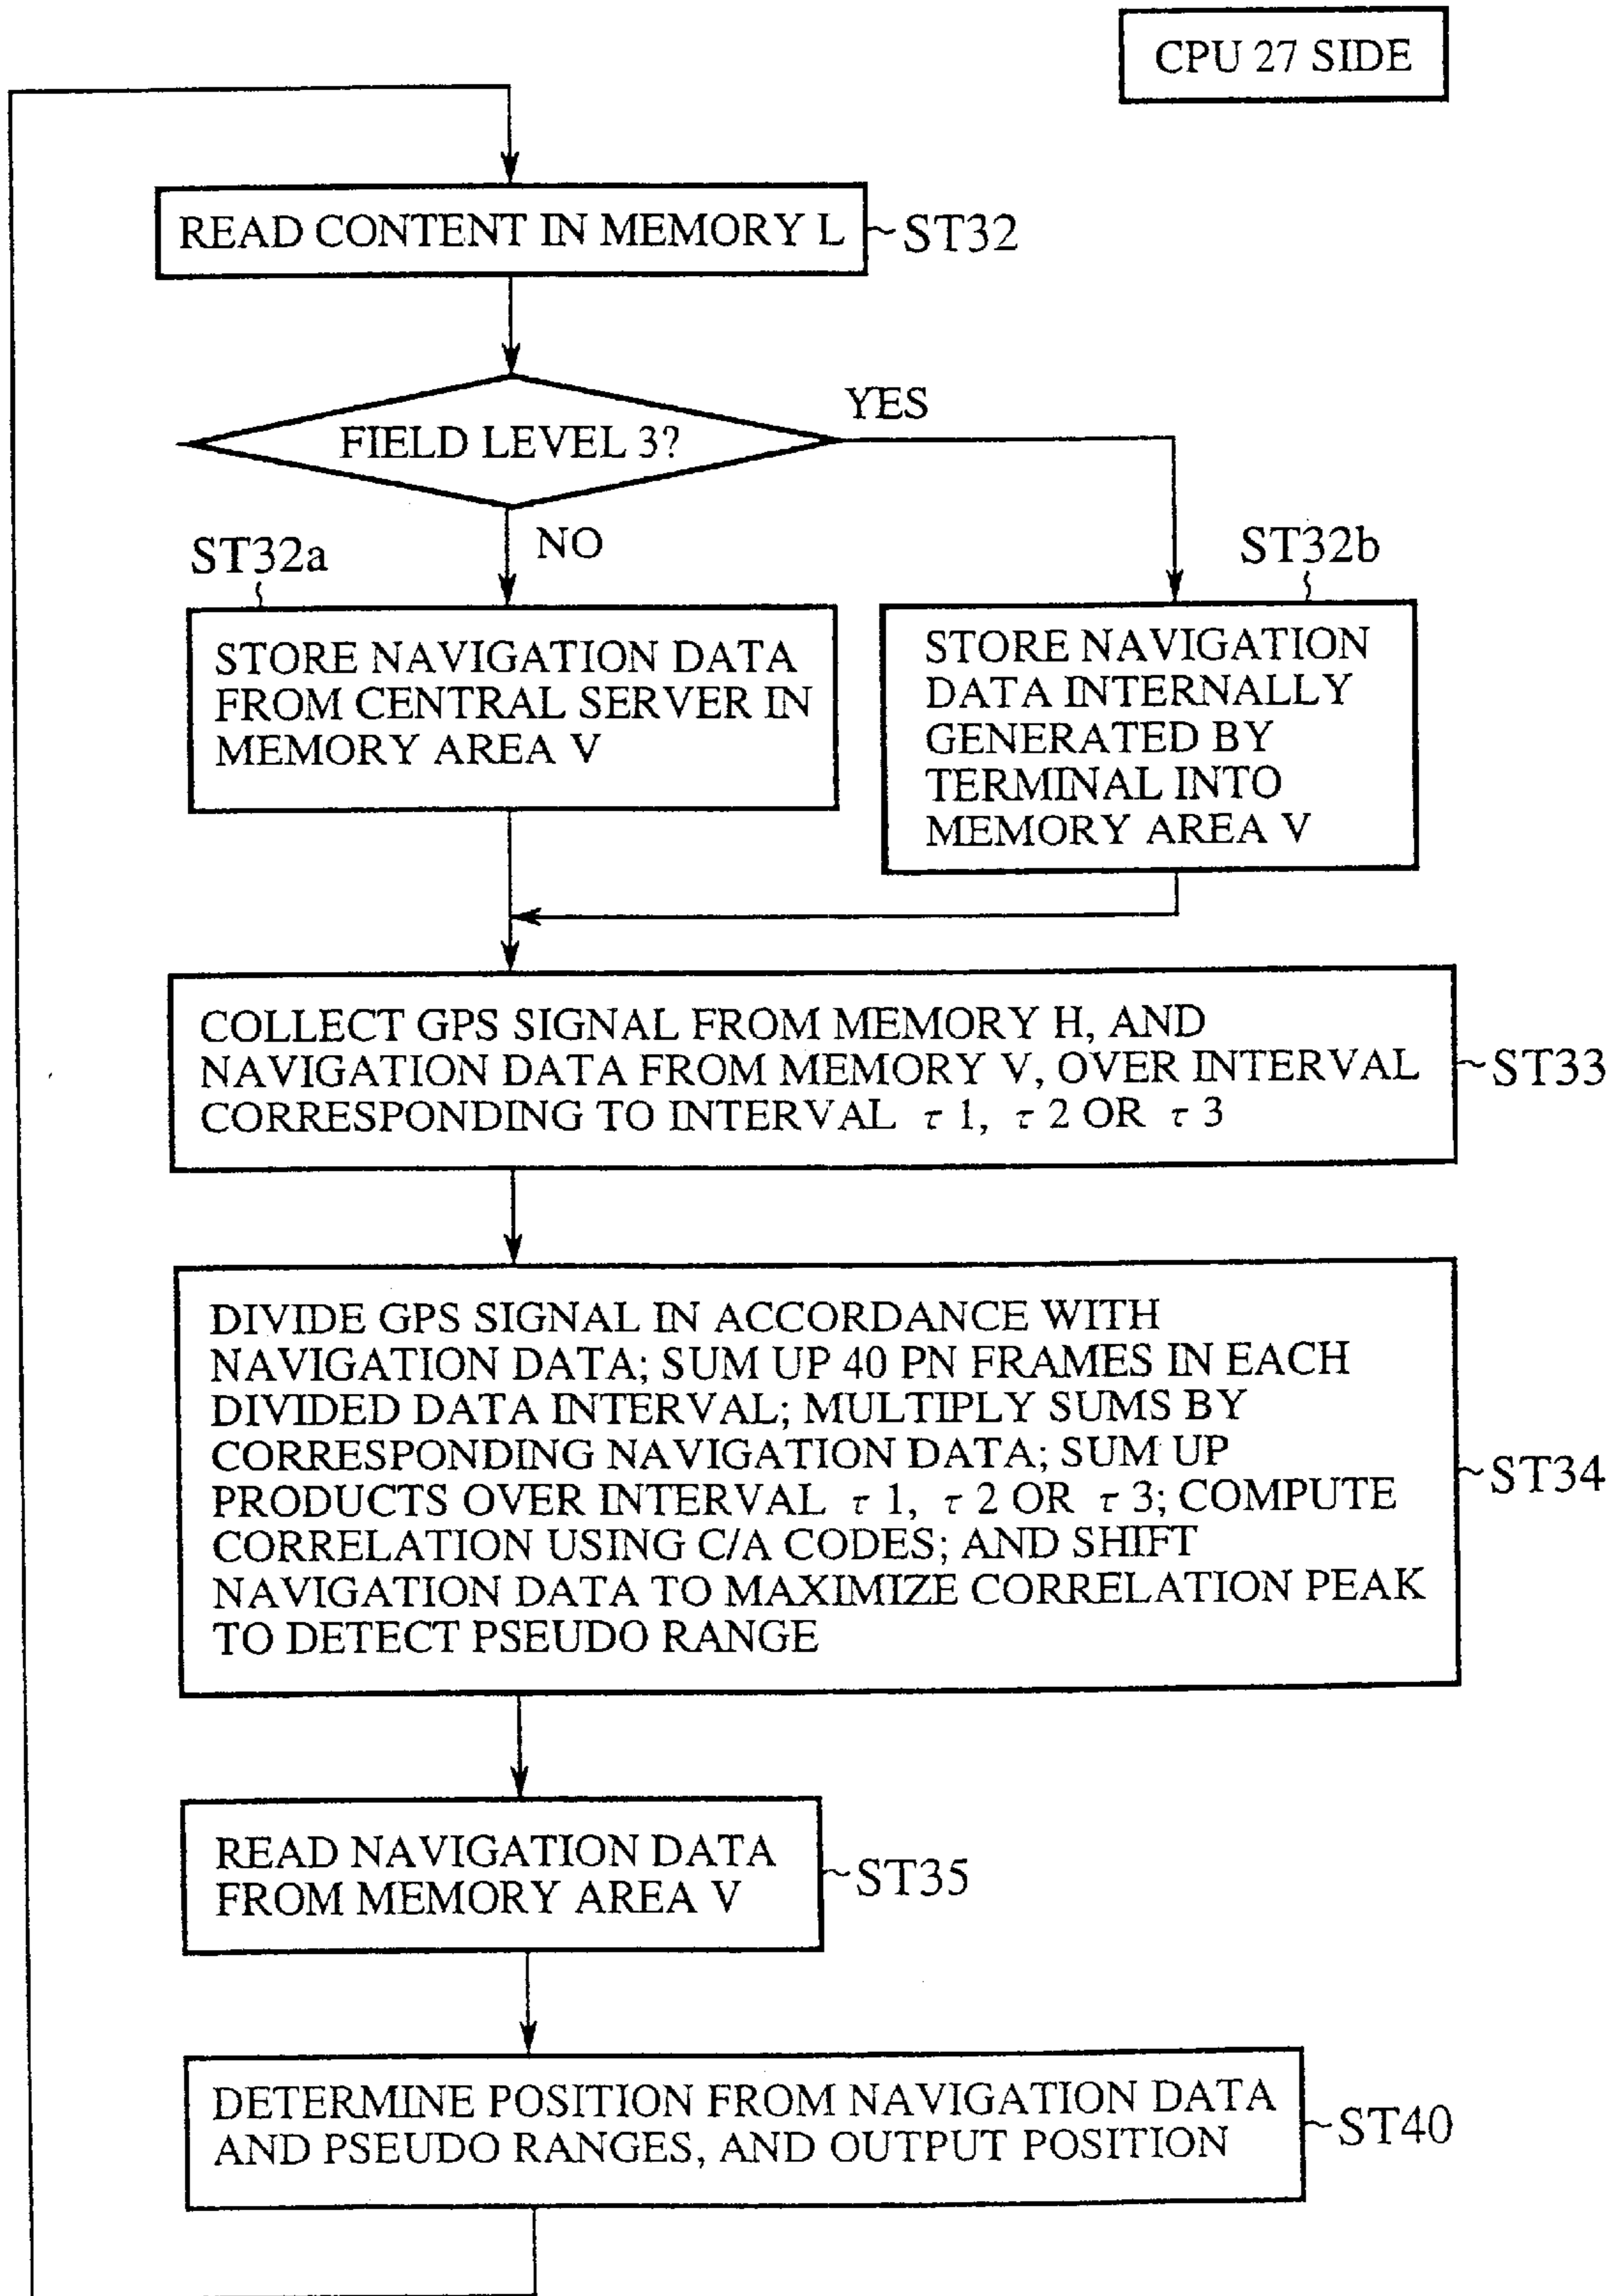 CPU 27 SIDE
READ CONTENT IN MEMORY L
ST32
FIELD LEVEL 3?
YES
NO
ST32a
ST32b
STORE NAVIGATION DATA
FROM CENTRAL SERVER IN
MEMORY AREA V
STORE NAVIGATION
DATA INTERNALLY
GENERATED BY
TERMINAL INTO
MEMORY AREA V
COLLECT GPS SIGNAL FROM MEMORY H, AND
NAVIGATION DATA FROM MEMORY V, OVER INTERVAL
CORRESPONDING TO INTERVAL τ 1, τ 2 OR τ 3
ST33
DIVIDE GPS SIGNAL IN ACCORDANCE WITH
NAVIGATION DATA; SUM UP 40 PN FRAMES IN EACH
DIVIDED DATA INTERVAL; MULTIPLY SUMS BY
CORRESPONDING NAVIGATION DATA; SUM UP
PRODUCTS OVER INTERVAL τ 1, τ 2 OR τ 3; COMPUTE
CORRELATION USING C/A CODES; AND SHIFT
NAVIGATION DATA TO MAXIMIZE CORRELATION PEAK
TO DETECT PSEUDO RANGE
ST34
READ NAVIGATION DATA
FROM MEMORY AREA V
ST35
DETERMINE POSITION FROM NAVIGATION DATA
AND PSEUDO RANGES, AND OUTPUT POSITION
ST40